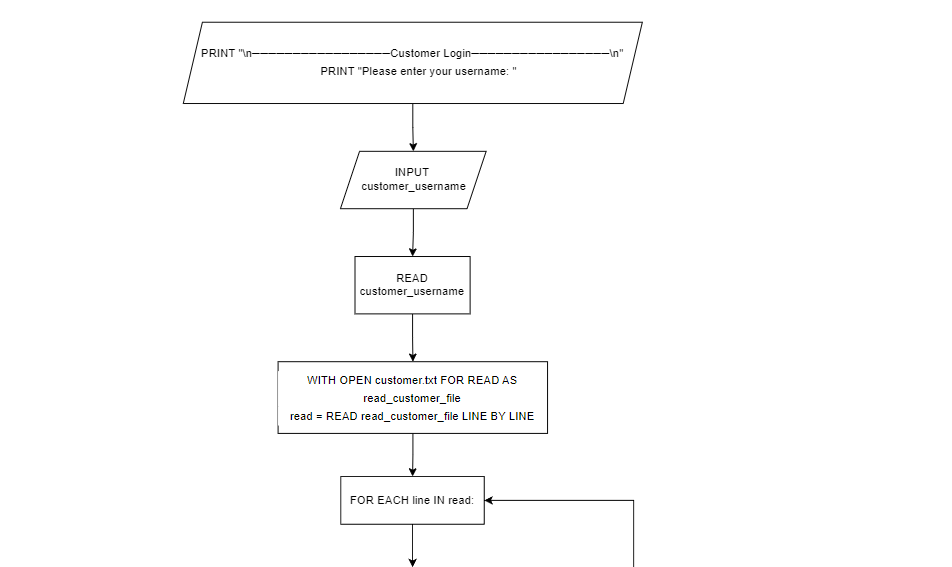 PRINT "\n-----------------Customer Login-----------------\n"
PRINT "Please enter your username: "
INPUT
customer_username
READ
customer_username
WITH OPEN customer.txt FOR READ AS
read_customer_file
read = READ read_customer_file LINE BY LINE
FOR EACH line IN read: